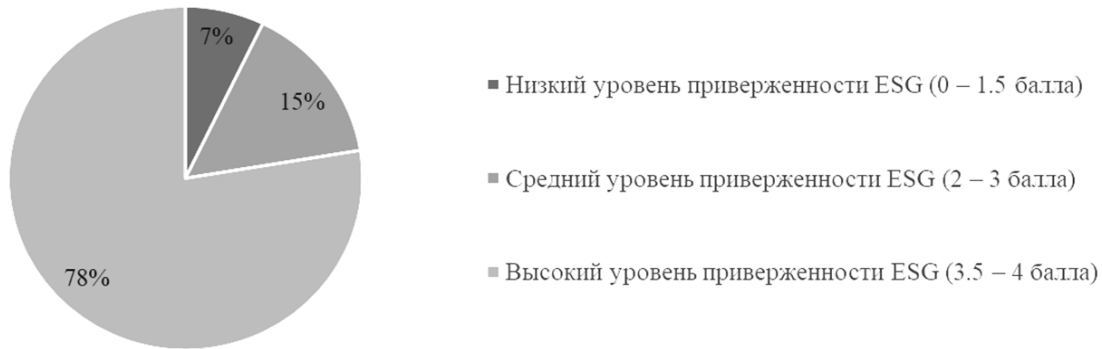 7%
15%
78%
Низкий уровень приверженности ESG (0 – 1.5 балла)
Средний уровень приверженности ESG (2 – 3 балла)
Высокий уровень приверженности ESG (3.5 – 4 балла)